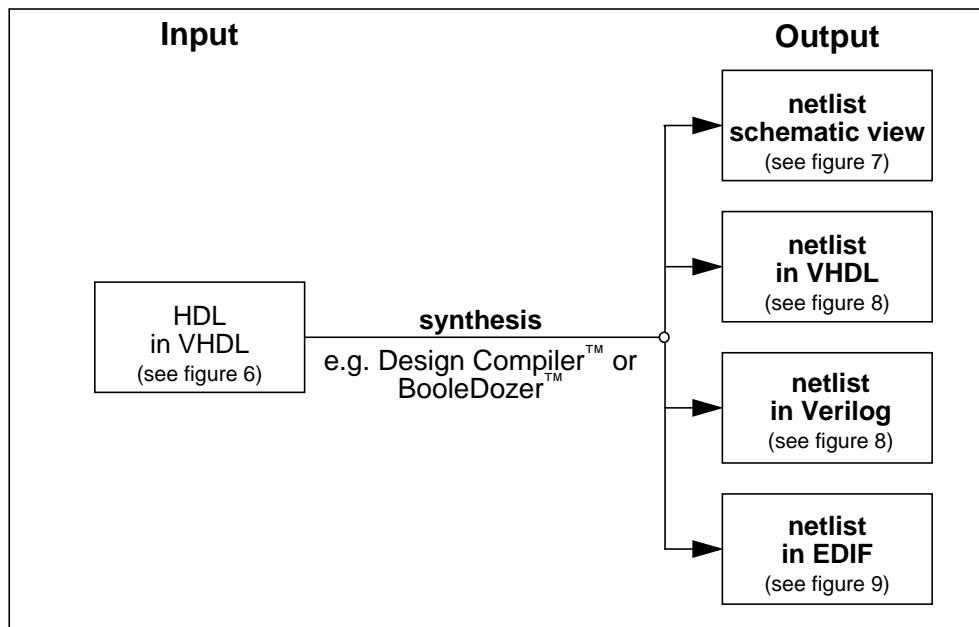 Input
Output
netlist
schematic view
(see figure 7)
netlist
in VHDL
(see figure 8)
HDL
in VHDL
(see figure 6)
synthesis
e.g. Design Compiler™ or
BooleDozer™
netlist
in Verilog
(see figure 8)
netlist
in EDIF
(see figure 9)